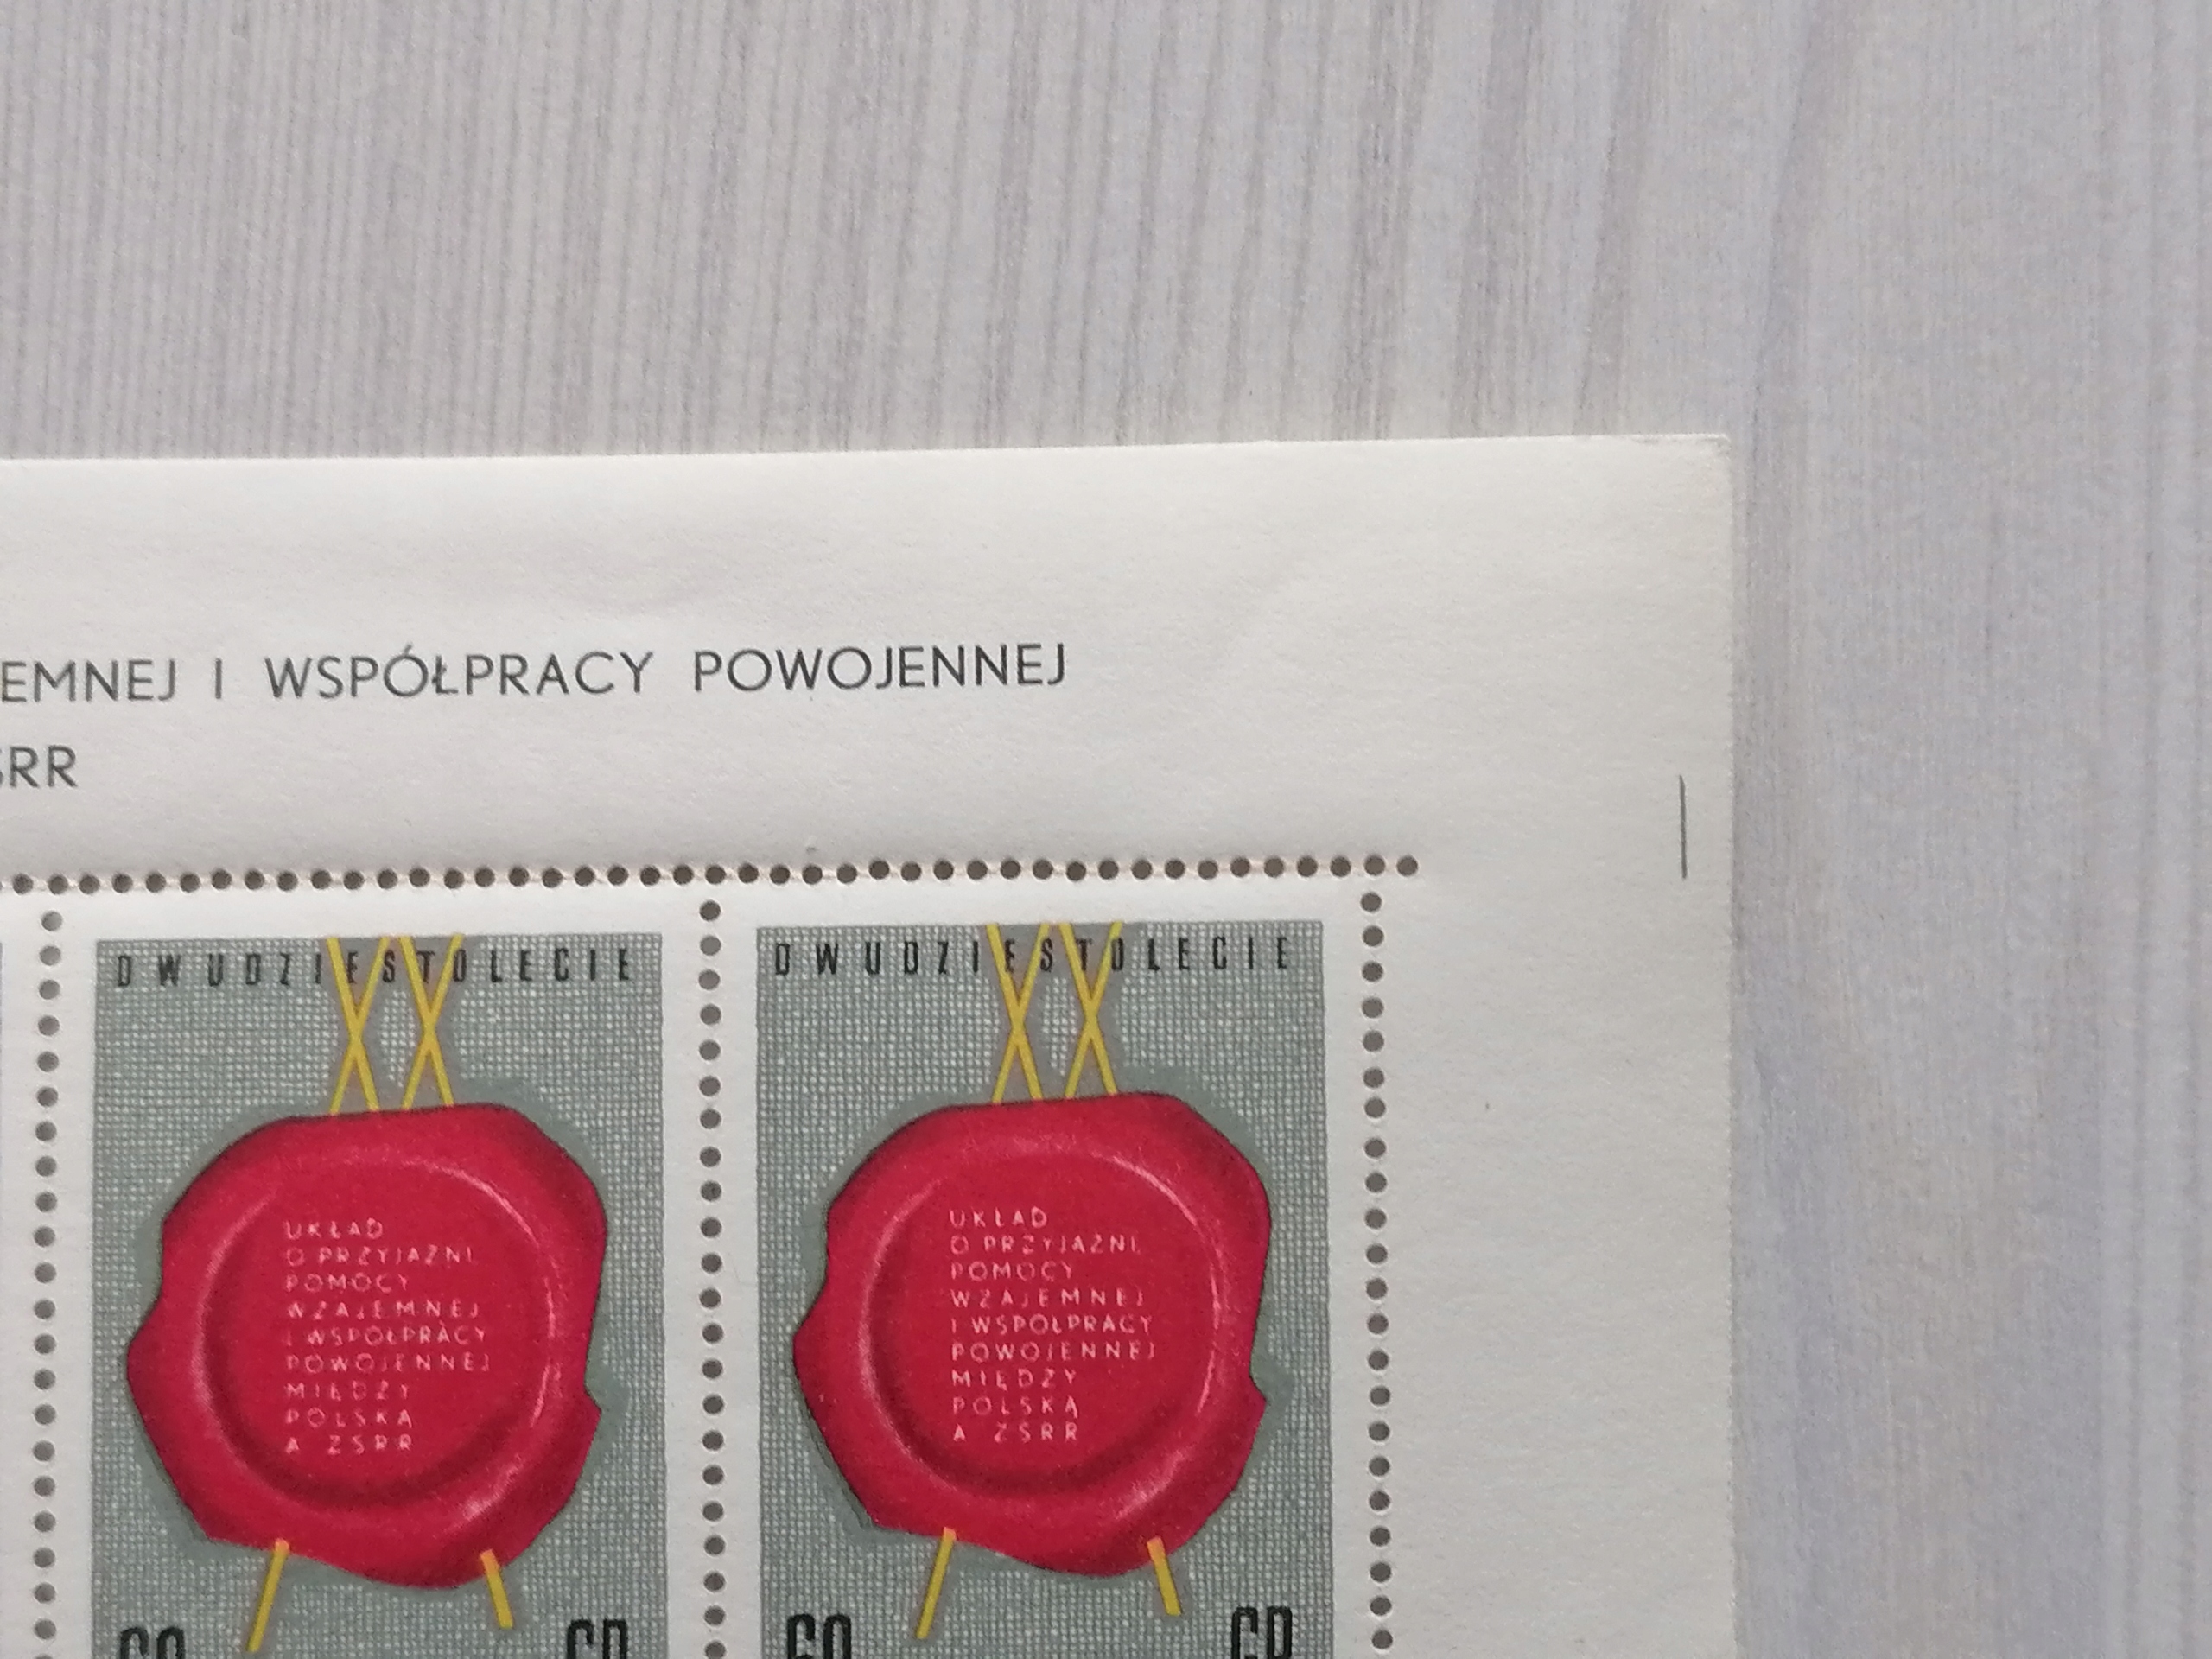 EMNEJ I WSPÓŁPRACY POWOJENNEJ
SRR
DWUDZIESTOLECIE
UKŁAD
O PRZYJAŹNI,
POMOCY
WZAJEMNEJ
I WSPÓŁPRACY
POWOJENNEJ
MIĘDZY
POLSKĄ
A ZSRR
DWUDZIESTOLECIE
UKŁAD
O PRZYJAŹNI,
POMOCY
WZAJEMNEJ
I WSPÓŁPRACY
POWOJENNEJ
MIĘDZY
POLSKĄ
A ZSRR